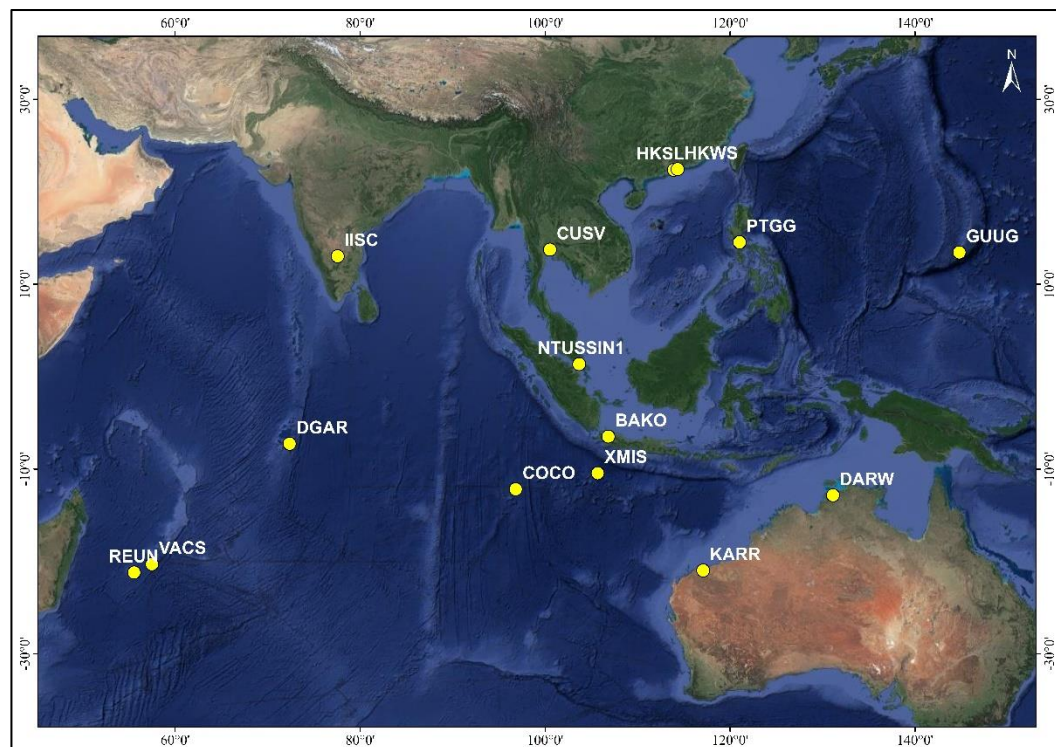 60°0' 80°0' 100°0' 120°0' 140°0'
N
30°0' 30°0'
HKSLHKWS
PTGG
CUSV
GUUG
IISC
10°0' 10°0'
NTUSSIN1
BAKO
DGAR
XMIS
-10°0' -10°0'
COCO
DARW
VACS
REUN
KARR
-30°0' -30°0'
60°0' 80°0' 100°0' 120°0' 140°0'